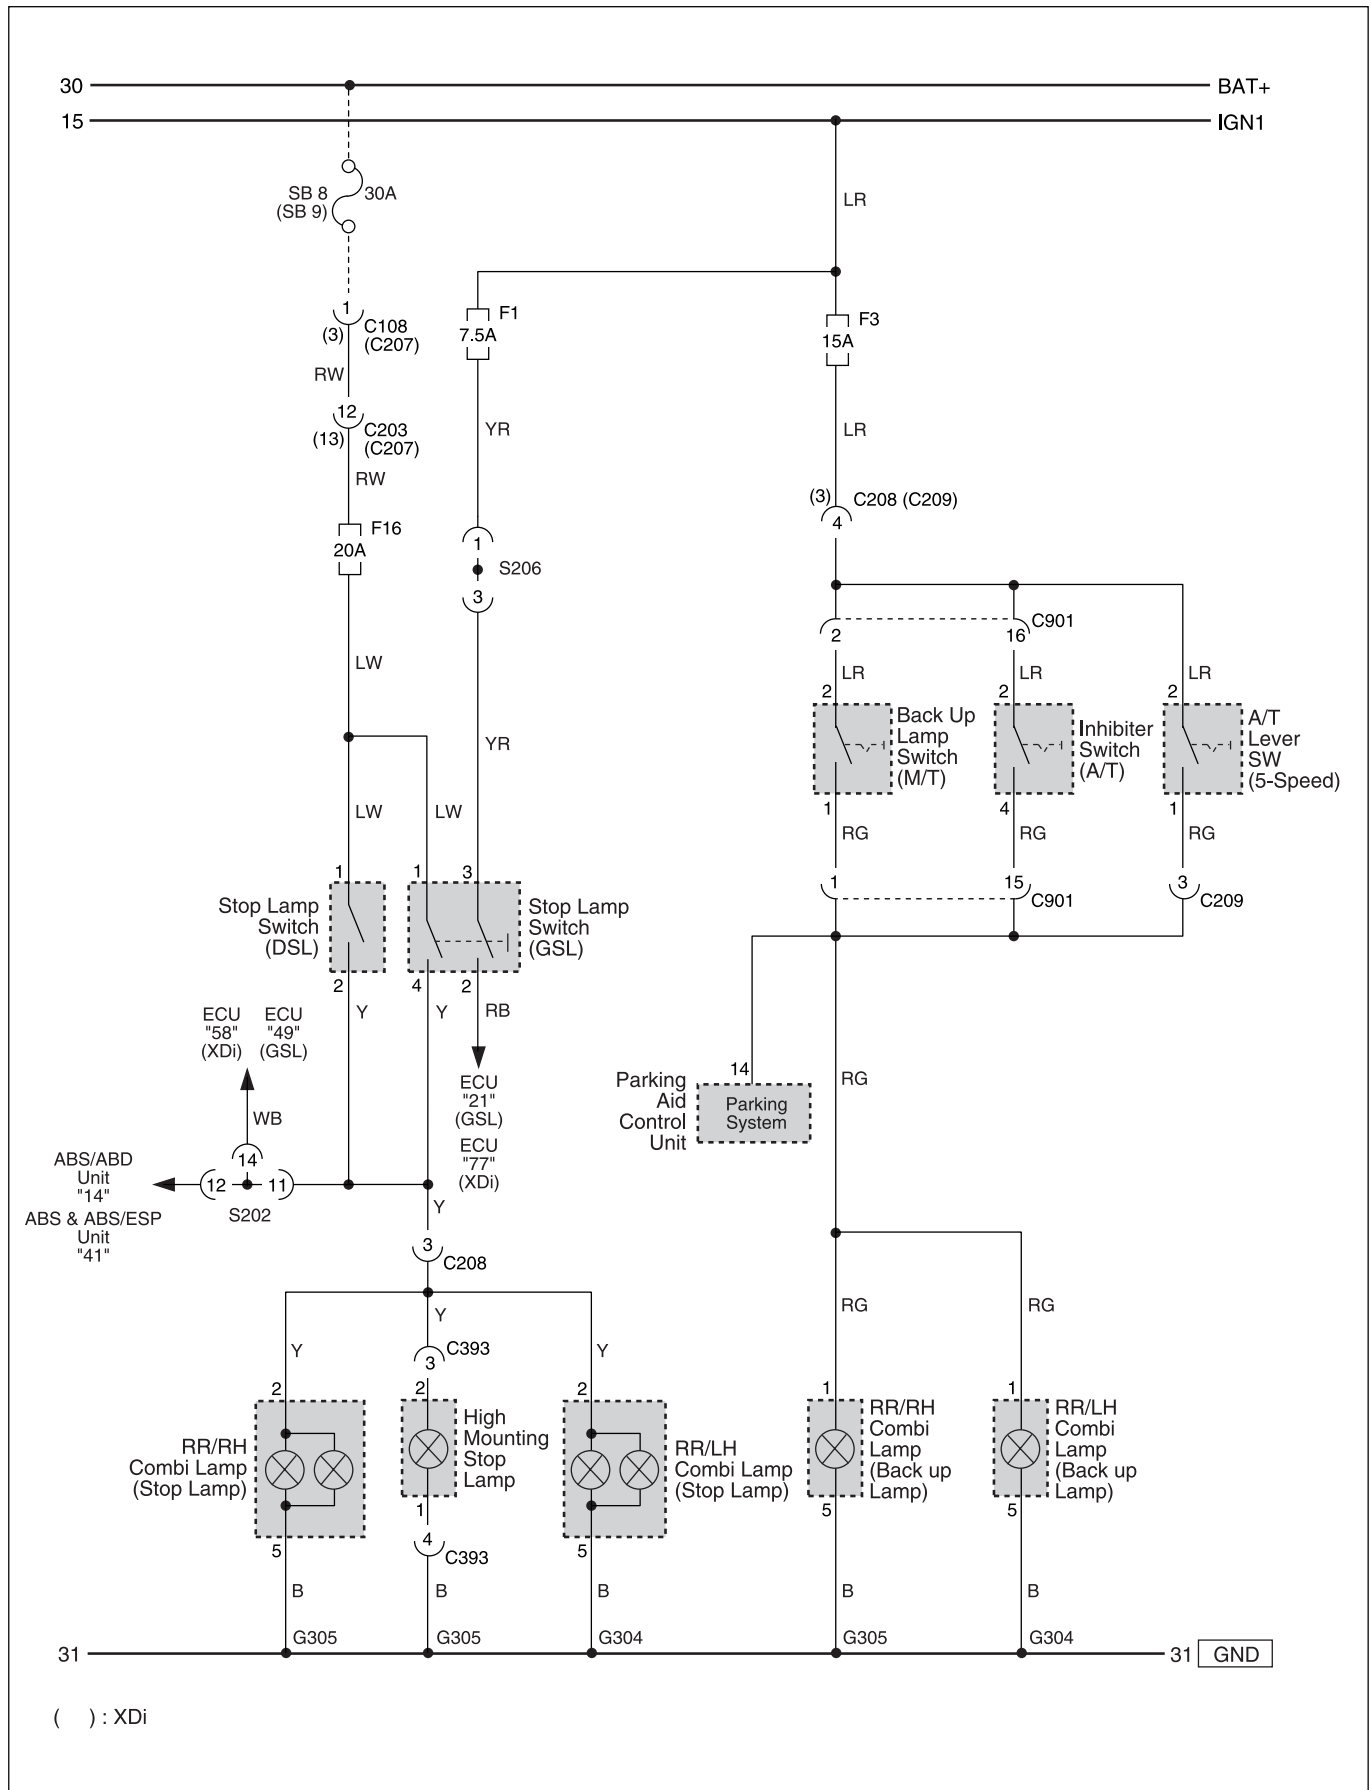 30
BAT+
15
IGN1
SB 8
(SB 9)
30A
LR
1
(3)
C108
(C207)
F1
7.5A
F3
15A
RW
12
(13)
C203
(C207)
YR
LR
RW
(3)
C208 (C209)
4
F16
20A
1
S206
3
C901
2
16
LW
LR
LR
LR
2
2
2
Back Up
Lamp
Switch
(M/T)
Inhibiter
Switch
(A/T)
A/T
Lever
SW
(5-Speed)
YR
1
4
1
LW
LW
RG
RG
RG
1
1
3
1
15
3
C901
C209
Stop Lamp
Switch
(DSL)
Stop Lamp
Switch
(GSL)
2
4
2
Y
Y
RB
ECU
"58"
(XDi)
ECU
"49"
(GSL)
ECU
"21"
(GSL)
ECU
"77"
(XDi)
14
RG
Parking
Aid
Control
Unit
Parking
System
WB
14
ABS/ABD
Unit
"14"
ABS & ABS/ESP
Unit
"41"
12
11
S202
Y
3
C208
Y
RG
RG
Y
C393
3
Y
2
2
2
1
1
RR/RH
Combi Lamp
(Stop Lamp)
High
Mounting
Stop
Lamp
RR/LH
Combi Lamp
(Stop Lamp)
RR/RH
Combi
Lamp
(Back up
Lamp)
RR/LH
Combi
Lamp
(Back up
Lamp)
1
5
5
4
C393
5
5
B
B
B
B
B
31
G305
G305
G304
G305
G304
31
GND
( ) : XDi